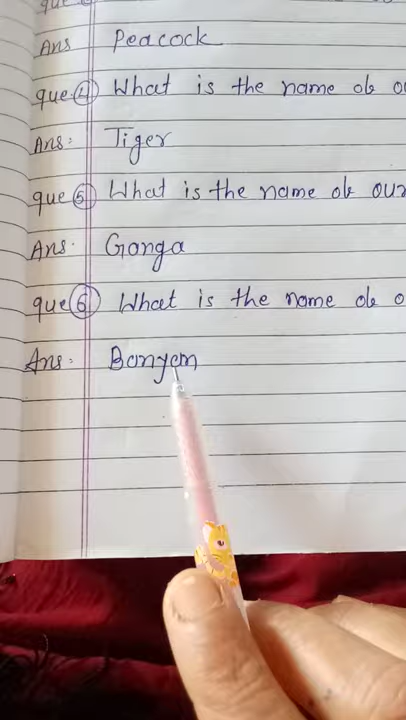 Ans Peacock
que 4 What is the name of
Ans: Tiger
que 5 What is the name of our
Ans. Ganga
que 6 What is the name of
Ans: Banyan